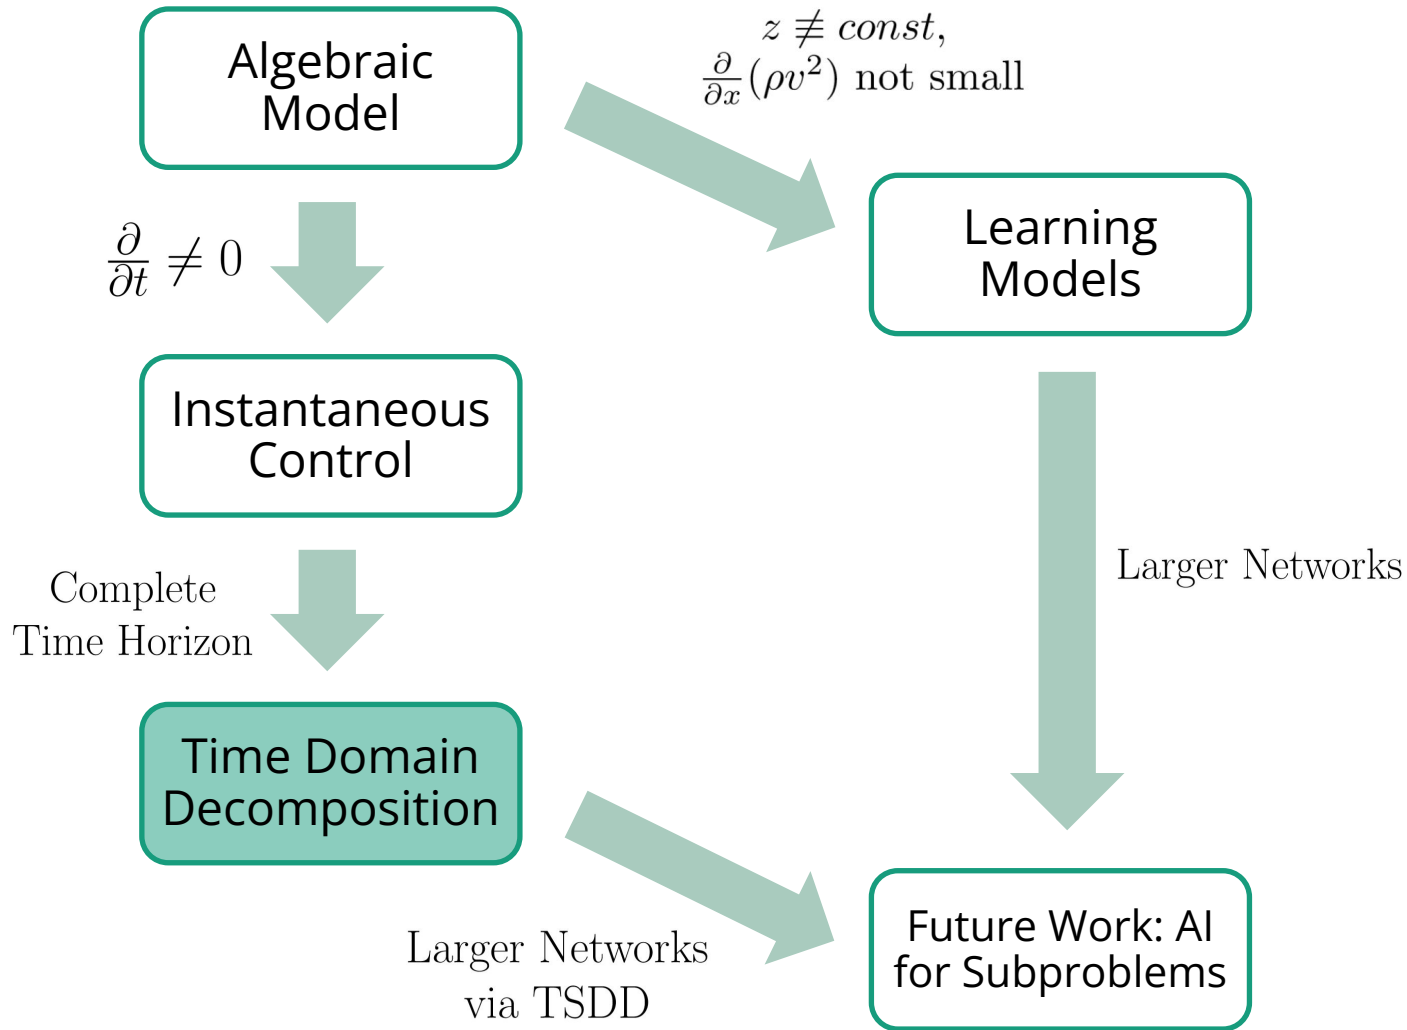 Algebraic
Model
z ≢ const,
∂/∂x(ρv²) not small
Learning
Models
∂/∂t ≠ 0
Instantaneous
Control
Complete
Time Horizon
Larger Networks
Time Domain
Decomposition
Larger Networks
via TSDD
Future Work: AI
for Subproblems